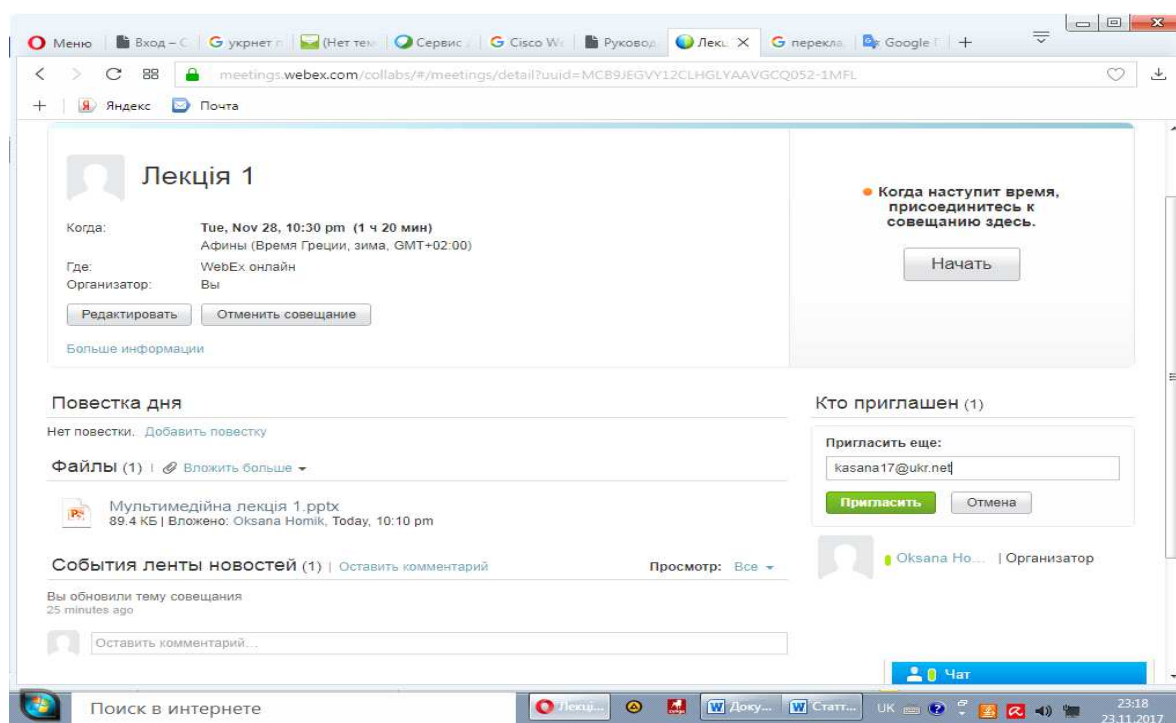 Меню Вход – С укрнет п (Нет тем Сервис Cisco W Руковод Лекц перекла Google П
meetings.webex.com/collabs/#/meetings/detail?uuid=MCB9JEGVY12CLHGLYAAVGCQ052-1MFL
Яндекс Почта
Лекція 1
Когда: Tue, Nov 28, 10:30 pm (1 ч 20 мин)
Афины (Время Греции, зима, GMT+02:00)
Где: WebEx онлайн
Организатор: Вы
Редактировать Отменить совещание
Больше информации
Когда наступит время,
присоединитесь к
совещанию здесь.
Начать
Повестка дня
Нет повестки. Добавить повестку
Файлы (1) | Вложить больше
Мультимедійна лекція 1.pptx
89.4 КБ | Вложено: Oksana Homik, Today, 10:10 pm
События ленты новостей (1) | Оставить комментарий Просмотр: Все
Вы обновили тему совещания
25 minutes ago
Оставить комментарий...
Кто приглашен (1)
Пригласить еще:
kasana17@ukr.net
Пригласить Отмена
Oksana Ho... | Организатор
Чат
Поиск в интернете Лекці... Доку... Статт... UK 23:18
23.11.2017